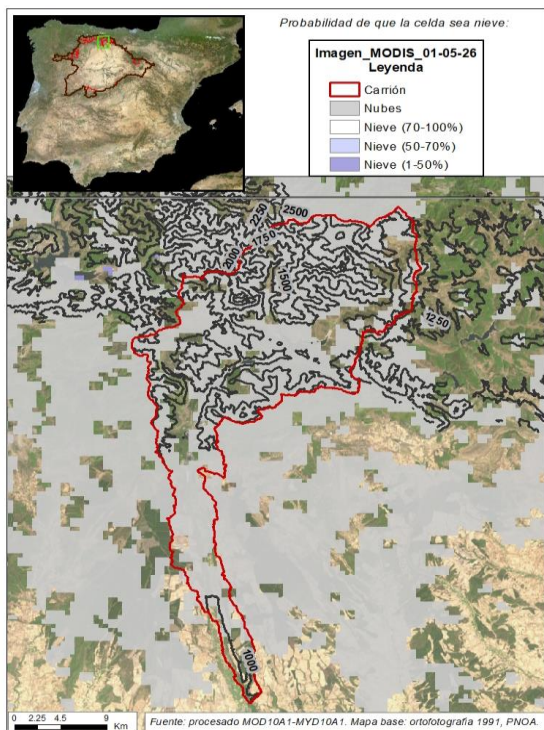 Probabilidad de que la celda sea nieve:
Imagen_MODIS_01-05-26
Leyenda
Carrión
Nubes
Nieve (70-100%)
Nieve (50-70%)
Nieve (1-50%)
2250
2500
2000
1750
1500
1250
1000
0 2.25 4.5 9
Km
Fuente: procesado MOD10A1-MYD10A1. Mapa base: ortofotografía 1991, PNOA.